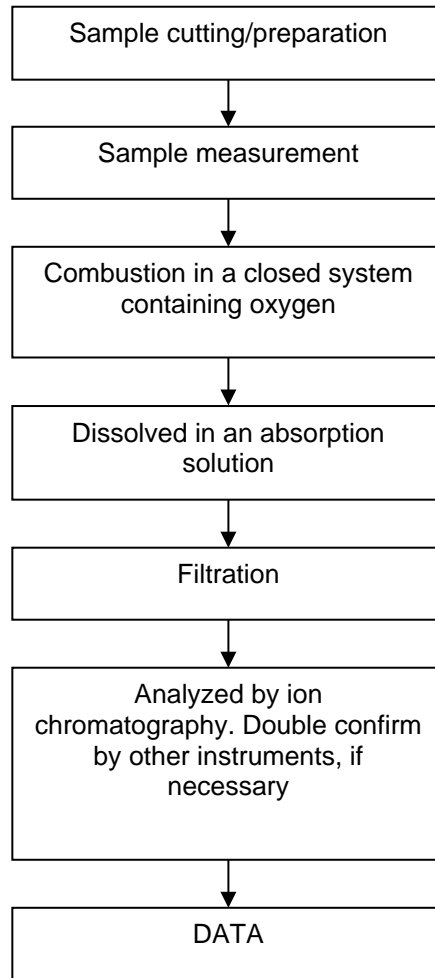 Sample cutting/preparation
Sample measurement
Combustion in a closed system
containing oxygen
Dissolved in an absorption
solution
Filtration
Analyzed by ion
chromatography. Double confirm
by other instruments, if
necessary
DATA